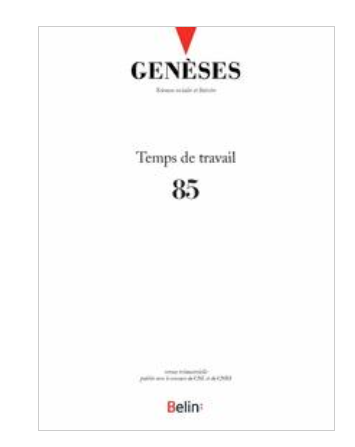 GENÈSES
Sciences sociales et histoire
Temps de travail
85
revue trimestrielle
publiée avec le concours du CNL et du CNRS
Belin: